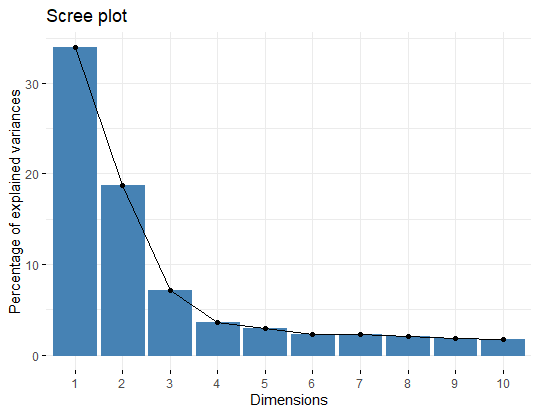 Scree plot
Percentage of explained variances
30
20
10
0
1 2 3 4 5 6 7 8 9 10
Dimensions